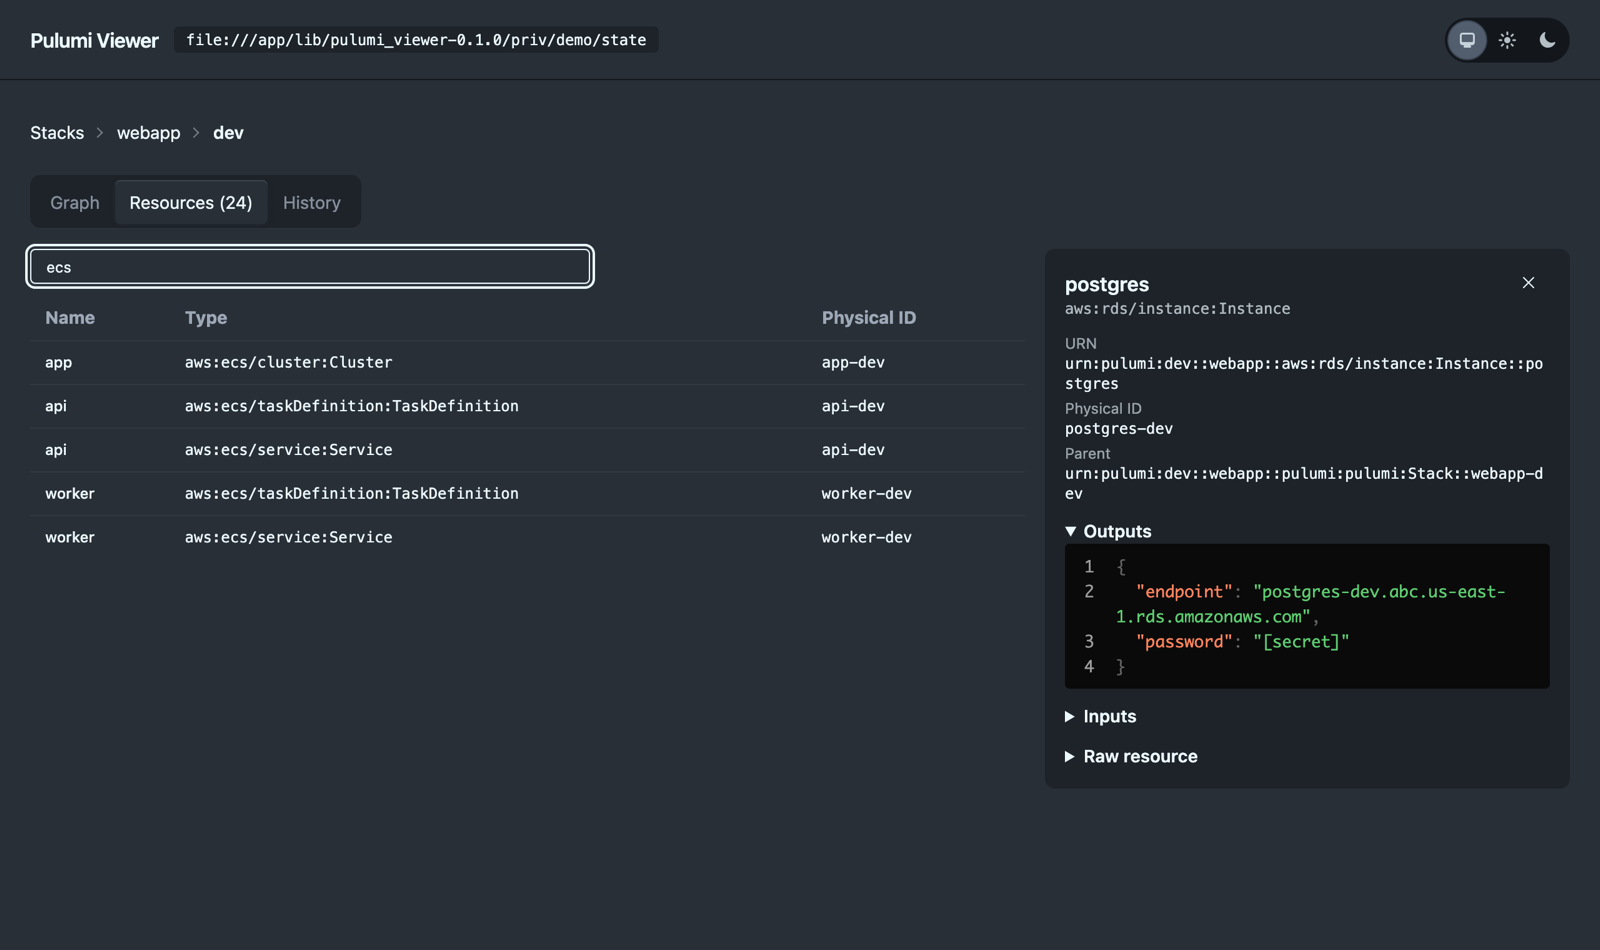 Pulumi Viewer file:///app/lib/pulumi_viewer-0.1.0/priv/demo/state
Stacks > webapp > dev
Graph Resources (24) History
ecs
Name Type Physical ID
app aws:ecs/cluster:Cluster app-dev
api aws:ecs/taskDefinition:TaskDefinition api-dev
api aws:ecs/service:Service api-dev
worker aws:ecs/taskDefinition:TaskDefinition worker-dev
worker aws:ecs/service:Service worker-dev
postgres
aws:rds/instance:Instance
URN
urn:pulumi:dev::webapp::aws:rds/instance:Instance::po
stgres
Physical ID
postgres-dev
Parent
urn:pulumi:dev::webapp::pulumi:pulumi:Stack::webapp-d
ev
Outputs
1 {
2 "endpoint": "postgres-dev.abc.us-east-
1.rds.amazonaws.com",
3 "password": "[secret]"
4 }
Inputs
Raw resource